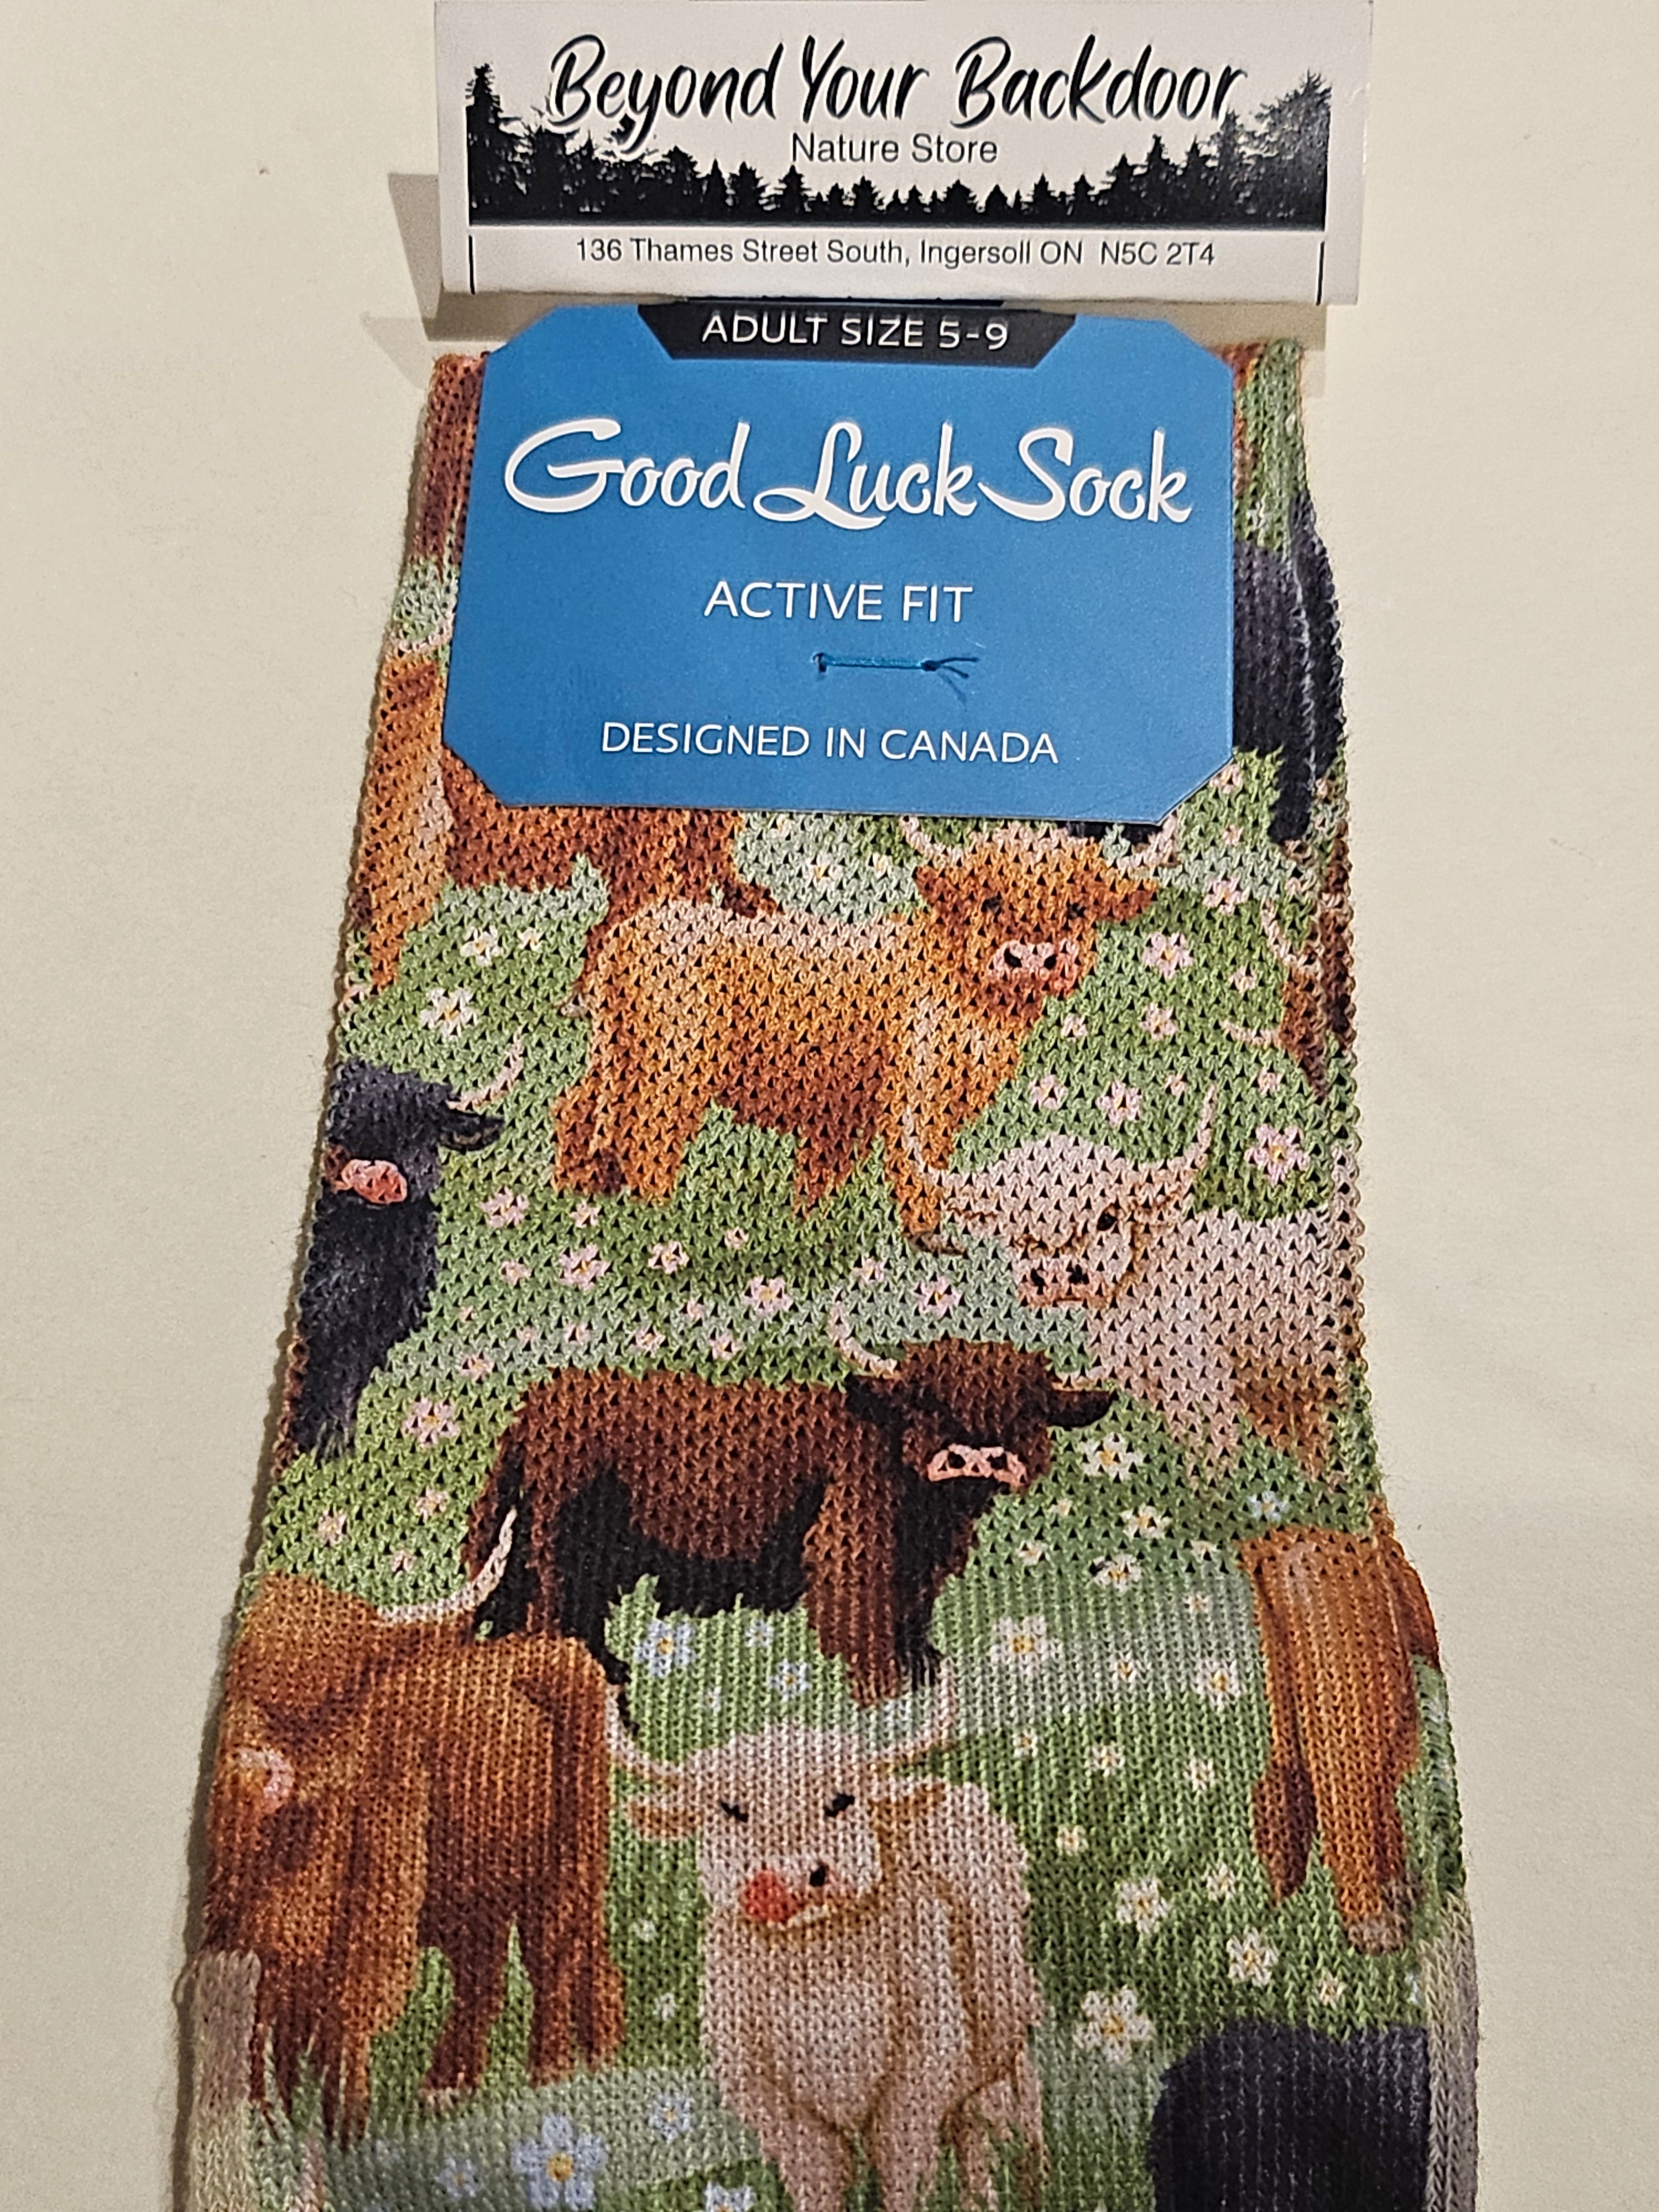 Beyond Your Backdoor
Nature Store
136 Thames Street South, Ingersoll ON N5C 2T4
ADULT SIZE 5-9
Good Luck Sock
ACTIVE FIT
DESIGNED IN CANADA